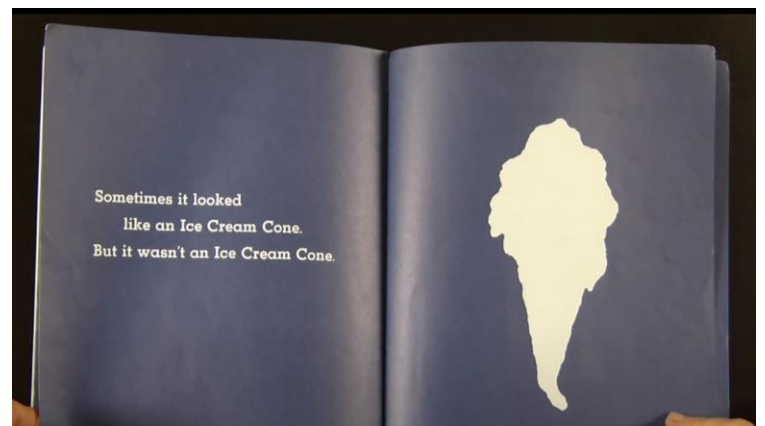 Sometimes it looked
like an Ice Cream Cone.
But it wasn't an Ice Cream Cone.